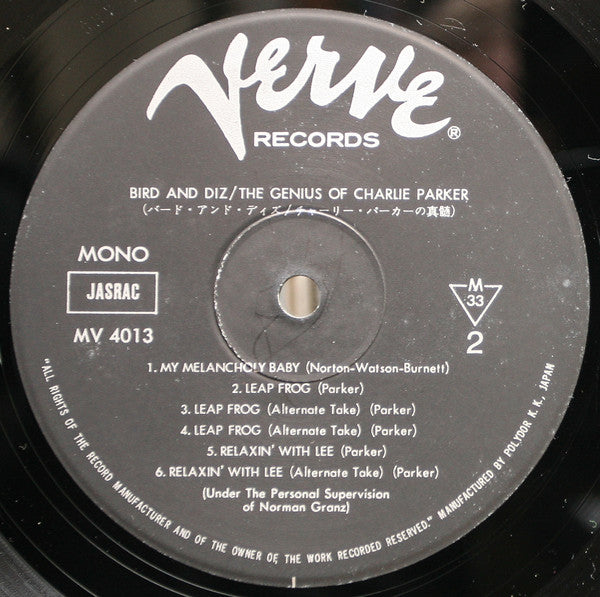 Verve
RECORDS®
BIRD AND DIZ/THE GENIUS OF CHARLIE PARKER
(バード・アンド・ディズ/チャーリー・パーカーの真髄)
MONO
JASRAC
MV 4013
M
33
2
1. MY MELANCHOLY BABY (Norton-Watson-Burnett)
2. LEAP FROG (Parker)
3. LEAP FROG (Alternate Take) (Parker)
4. LEAP FROG (Alternate Take) (Parker)
5. RELAXIN' WITH LEE (Parker)
6. RELAXIN' WITH LEE (Alternate Take) (Parker)
(Under The Personal Supervision
of Norman Granz)
"ALL RIGHTS OF THE RECORD MANUFACTURER AND OF THE OWNER OF THE WORK RECORDED RESERVED." MANUFACTURED BY POLYDOR K. K., JAPAN